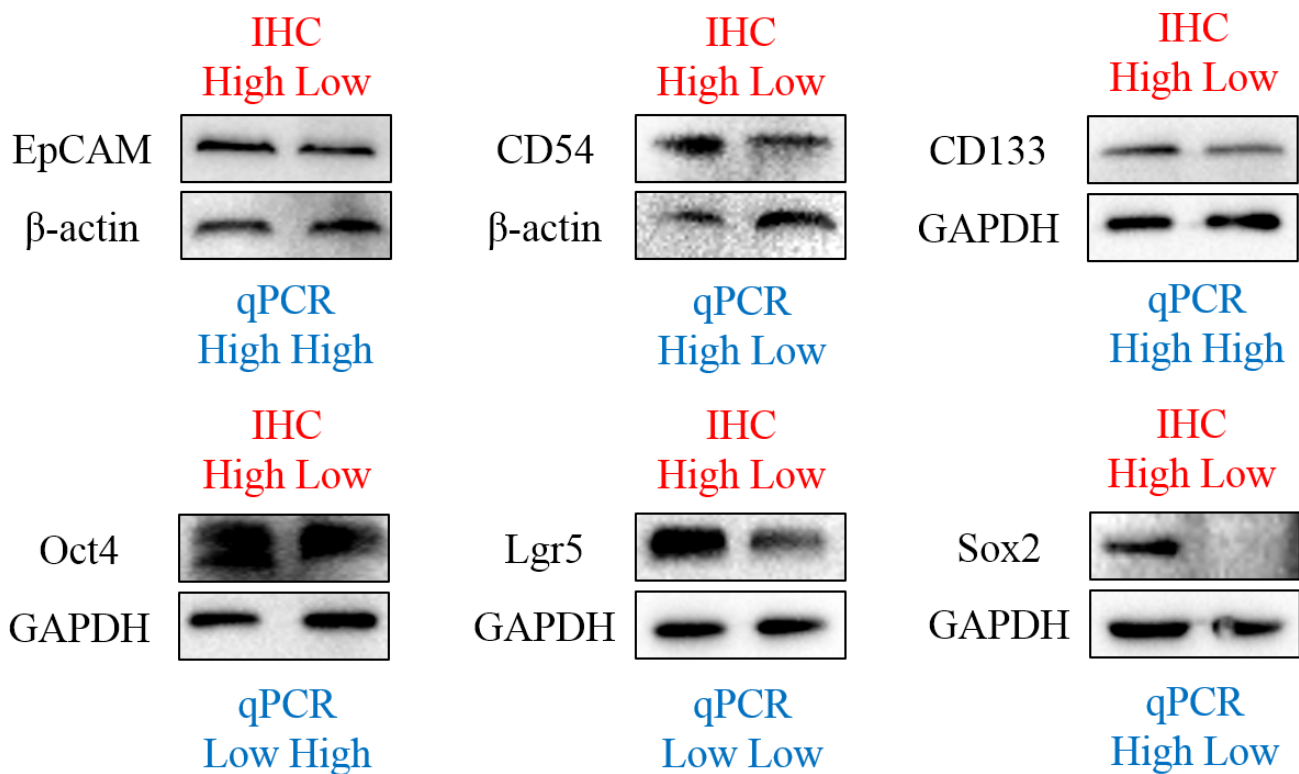 IHC
High Low
EpCAM
β-actin
qPCR
High High
IHC
High Low
CD54
β-actin
qPCR
High Low
IHC
High Low
CD133
GAPDH
qPCR
High High
IHC
High Low
Oct4
GAPDH
qPCR
Low High
IHC
High Low
Lgr5
GAPDH
qPCR
Low Low
IHC
High Low
Sox2
GAPDH
qPCR
High Low